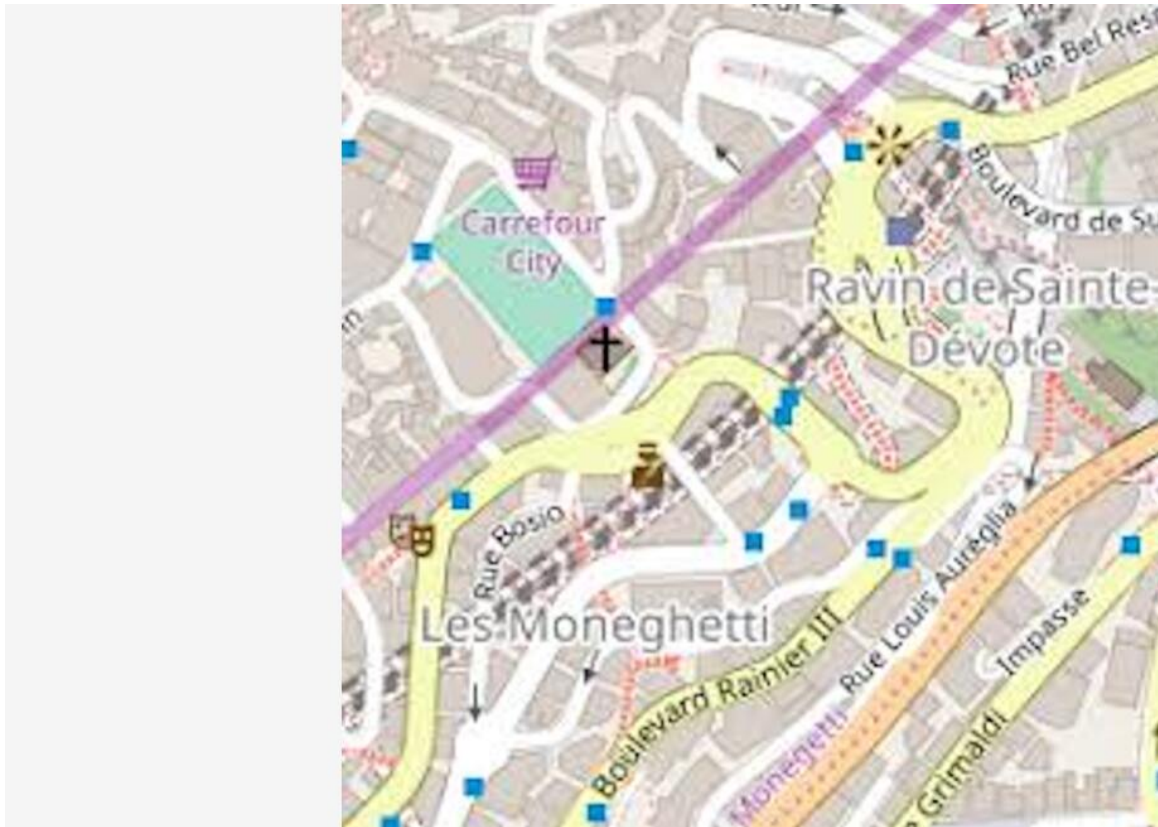 Rue Bel Res
Boulevard de Su
Carrefour
City
Ravin de Sainte-
Dévote
Rue Bosio
Rue Louis Aureglia
Les Moneghetti
Impasse
Boulevard Rainier III
Monegetti
Grimaldi